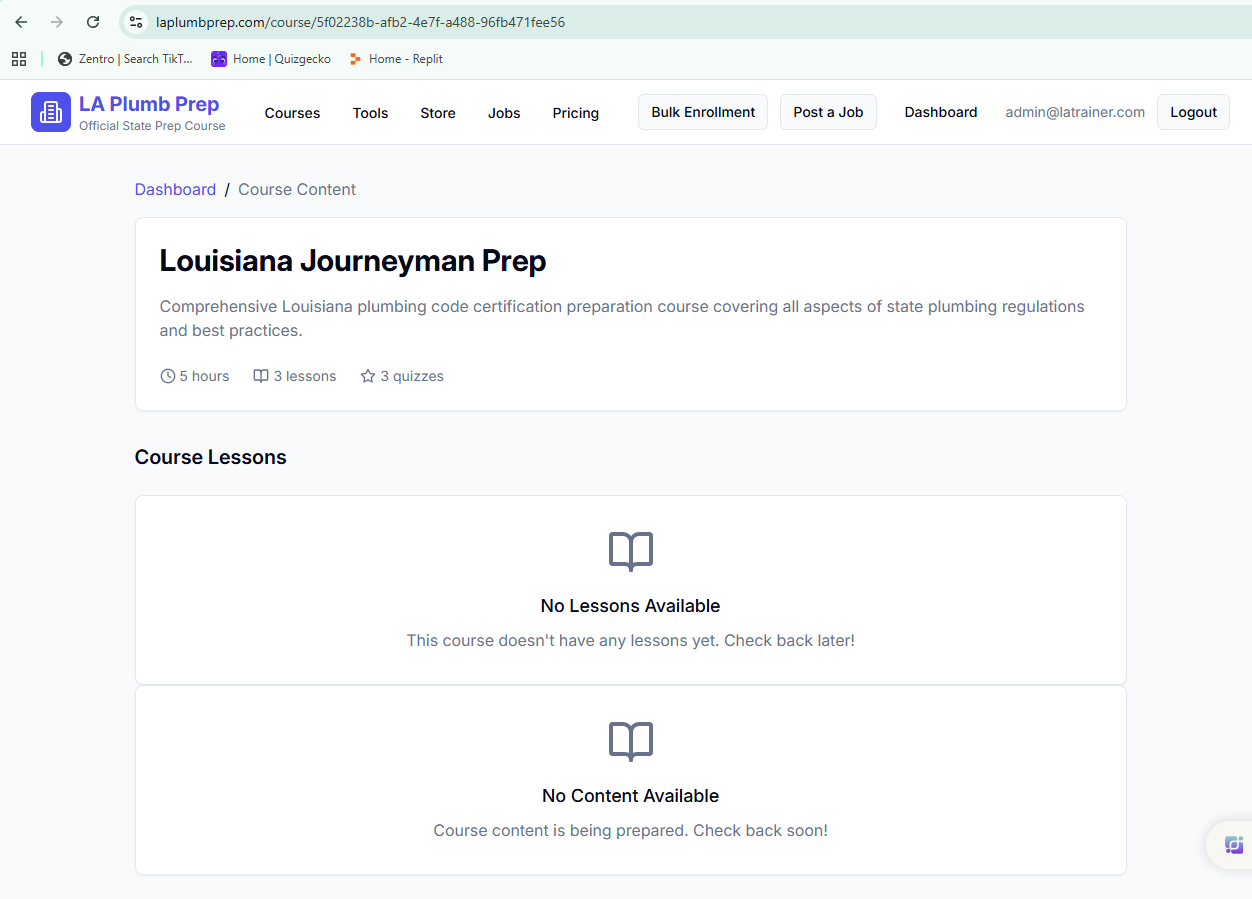 laplumbprep.com/course/5f02238b-afb2-4e7f-a488-96fb471fee56
Zentro | Search TikT... Home | Quizgecko Home - Replit
LA Plumb Prep
Official State Prep Course
Courses Tools Store Jobs Pricing Bulk Enrollment Post a Job Dashboard admin@latrainer.com Logout
Dashboard / Course Content
Louisiana Journeyman Prep
Comprehensive Louisiana plumbing code certification preparation course covering all aspects of state plumbing regulations
and best practices.
5 hours 3 lessons 3 quizzes
Course Lessons
No Lessons Available
This course doesn't have any lessons yet. Check back later!
No Content Available
Course content is being prepared. Check back soon!